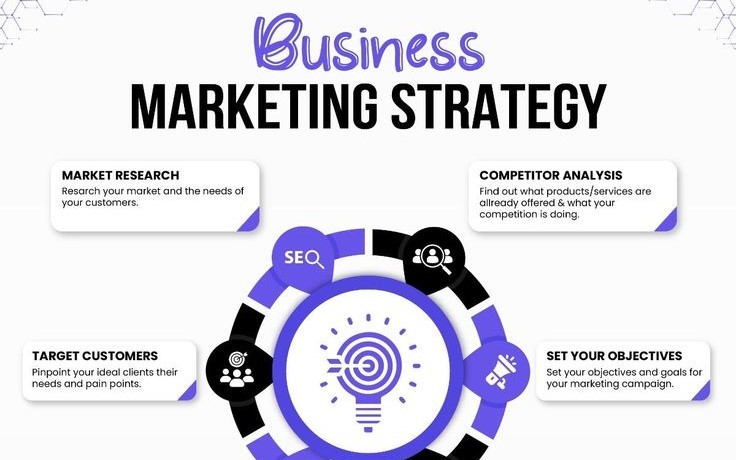 Business
MARKETING STRATEGY
MARKET RESEARCH
Resarch your market and the needs of
your customers.
COMPETITOR ANALYSIS
Find out what products/services are
allready offered & what your
competition is doing.
SEO
TARGET CUSTOMERS
Pinpoint your ideal clients their
needs and pain points.
SET YOUR OBJECTIVES
Set your objectives and goals for
your marketing campaign.